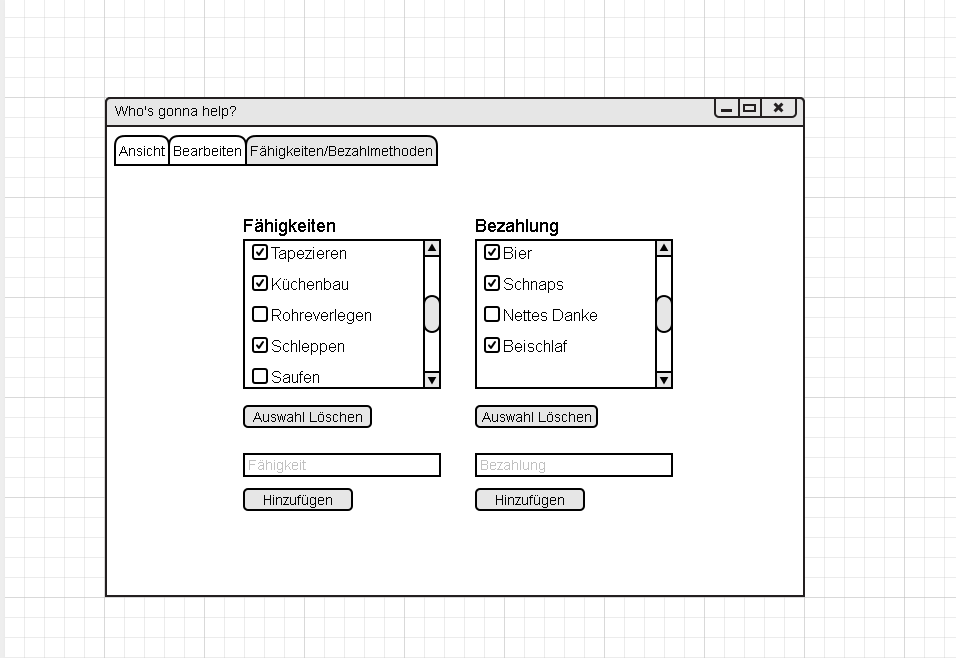 Who's gonna help?
Ansicht Bearbeiten Fähigkeiten/Bezahlmethoden
Fähigkeiten
Tapezieren
Küchenbau
Rohreverlegen
Schleppen
Saufen
Auswahl Löschen
Fähigkeit
Hinzufügen
Bezahlung
Bier
Schnaps
Nettes Danke
Beischlaf
Auswahl Löschen
Bezahlung
Hinzufügen